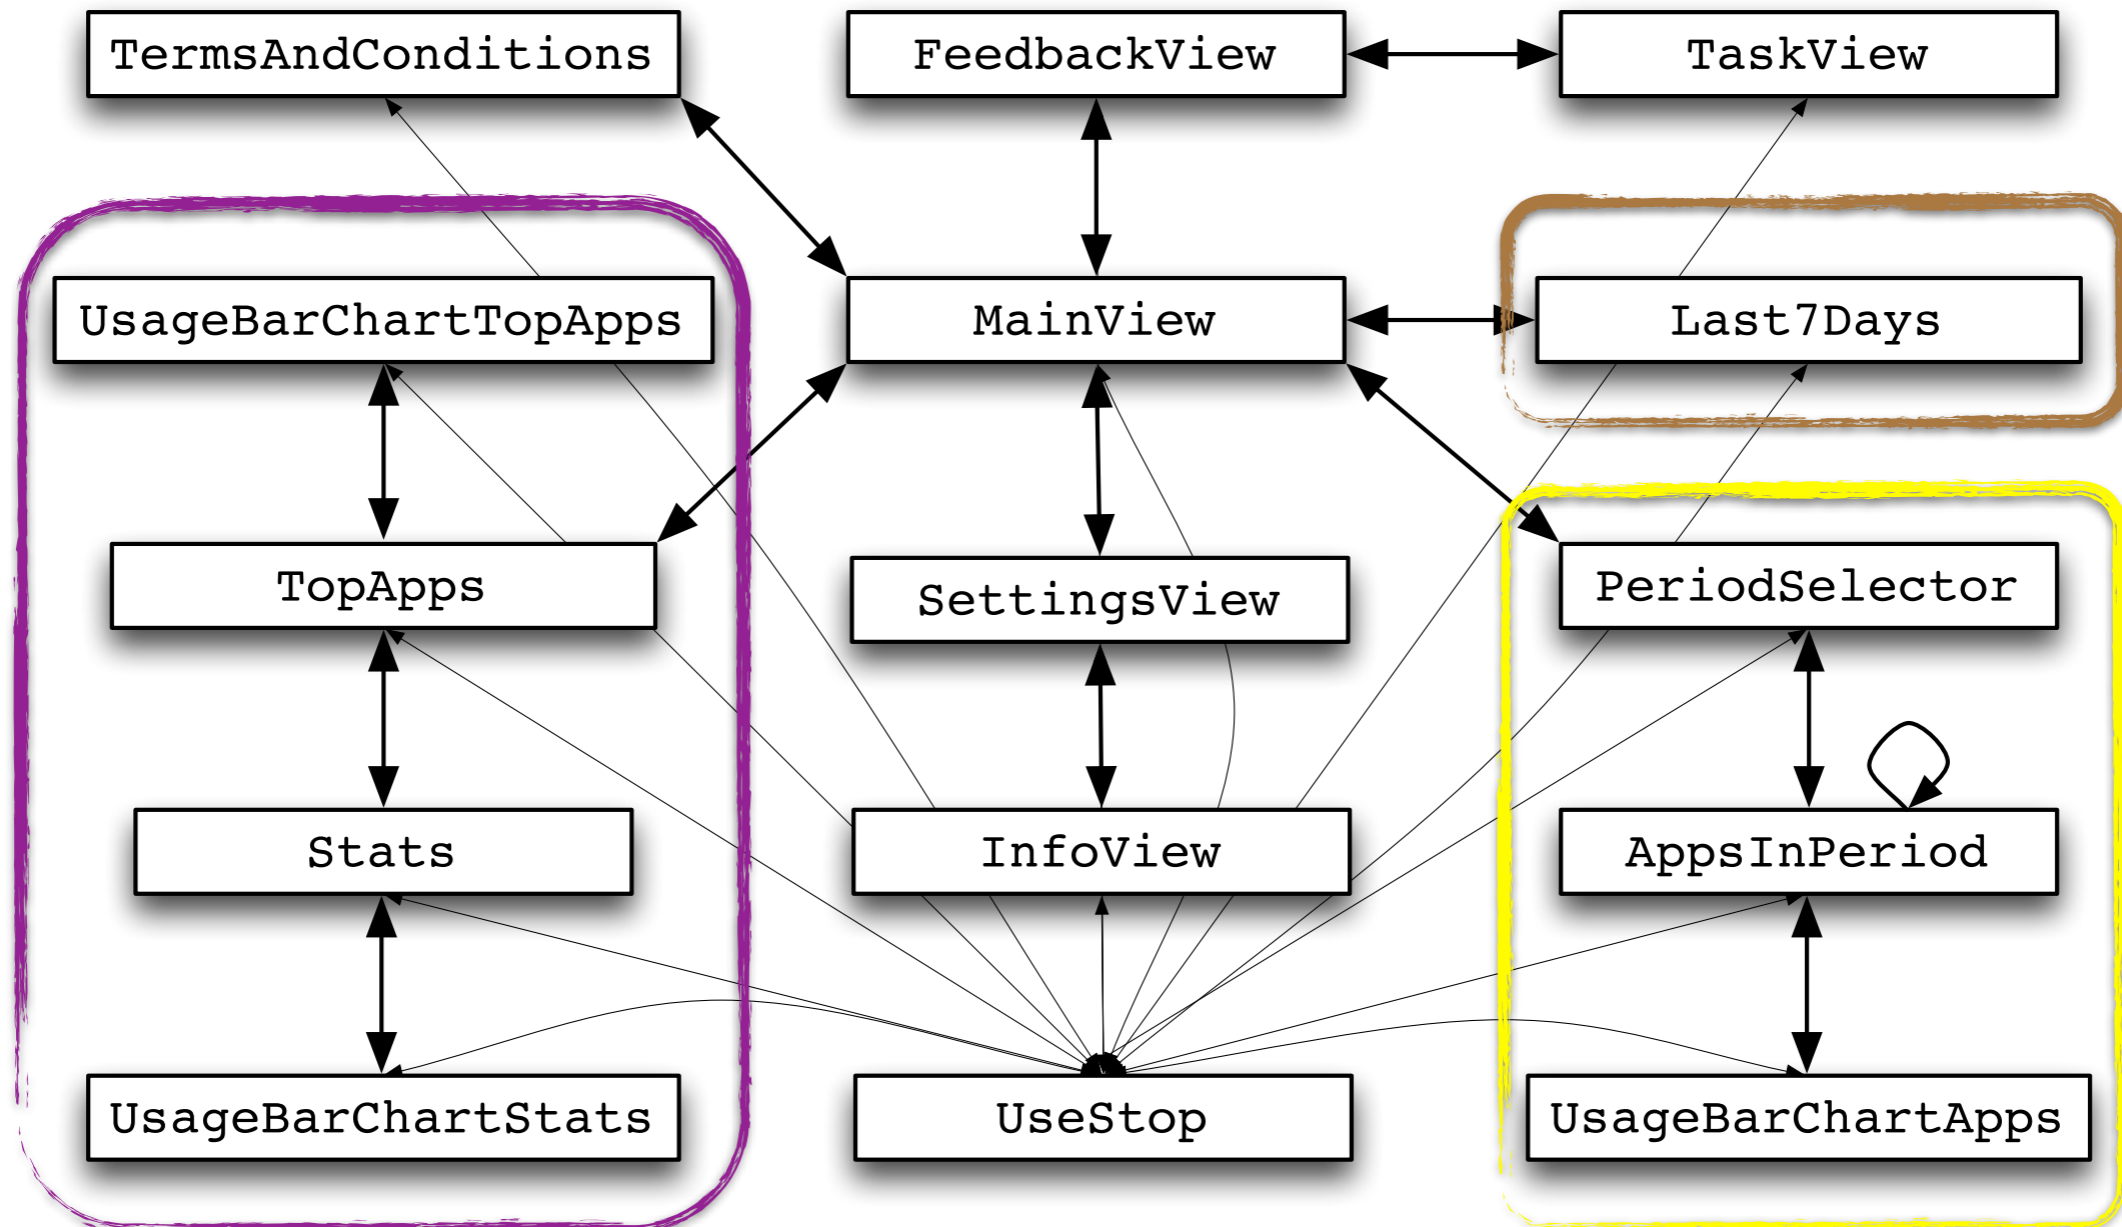 TermsAndConditions
FeedbackView
TaskView
UsageBarChartTopApps
MainView
Last7Days
TopApps
SettingsView
PeriodSelector
Stats
InfoView
AppsInPeriod
UsageBarChartStats
UseStop
UsageBarChartApps